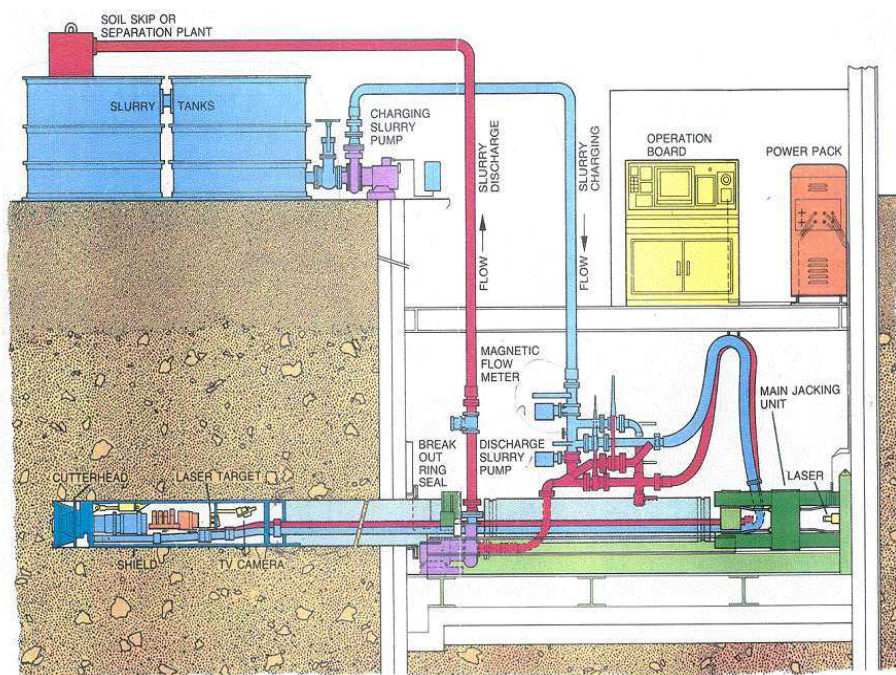 SOIL SKIP OR
SEPARATION PLANT
SLURRY
TANKS
CHARGING
SLURRY
PUMP
FLOW
SLURRY
DISCHARGE
FLOW
SLURRY
CHARGING
OPERATION
BOARD
POWER PACK
MAGNETIC
FLOW
METER
MAIN JACKING
UNIT
BREAK
OUT
RING
SEAL
DISCHARGE
SLURRY
PUMP
LASER
CUTTERHEAD
LASER TARGET
SHIELD
TV CAMERA